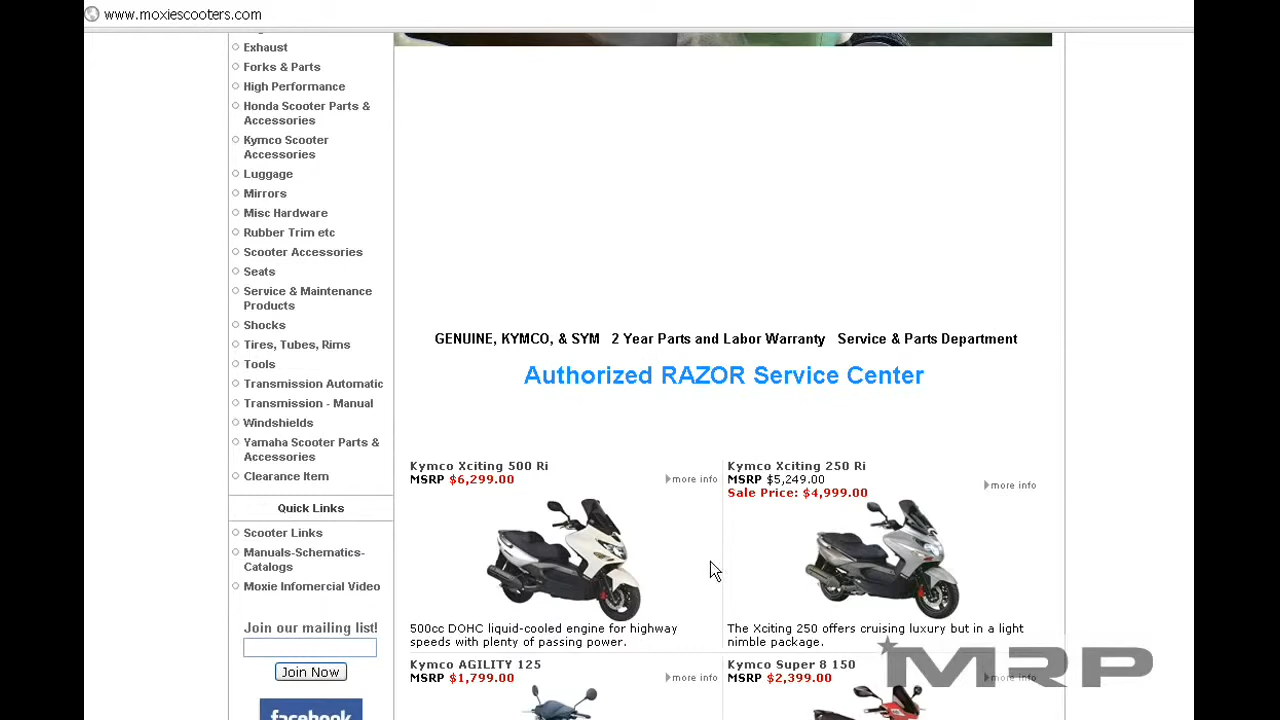 www.moxiescooters.com
Exhaust
Forks & Parts
High Performance
Honda Scooter Parts &
Accessories
Kymco Scooter
Accessories
Luggage
Mirrors
Misc Hardware
Rubber Trim etc
Scooter Accessories
Seats
Service & Maintenance
Products
Shocks
Tires, Tubes, Rims
Tools
Transmission Automatic
Transmission - Manual
Windshields
Yamaha Scooter Parts &
Accessories
Clearance Item
Quick Links
Scooter Links
Manuals-Schematics-
Catalogs
Moxie Infomercial Video
Join our mailing list!
Join Now
facebook
GENUINE, KYMCO, & SYM 2 Year Parts and Labor Warranty Service & Parts Department
Authorized RAZOR Service Center
Kymco Xciting 500 Ri
MSRP $6,299.00
more info
500cc DOHC liquid-cooled engine for highway
speeds with plenty of passing power.
Kymco Xciting 250 Ri
MSRP $5,249.00
Sale Price: $4,999.00
more info
The Xciting 250 offers cruising luxury but in a light
nimble package.
Kymco AGILITY 125
MSRP $1,799.00
more info
Kymco Super 8 150
MSRP $2,399.00
more info
MRP